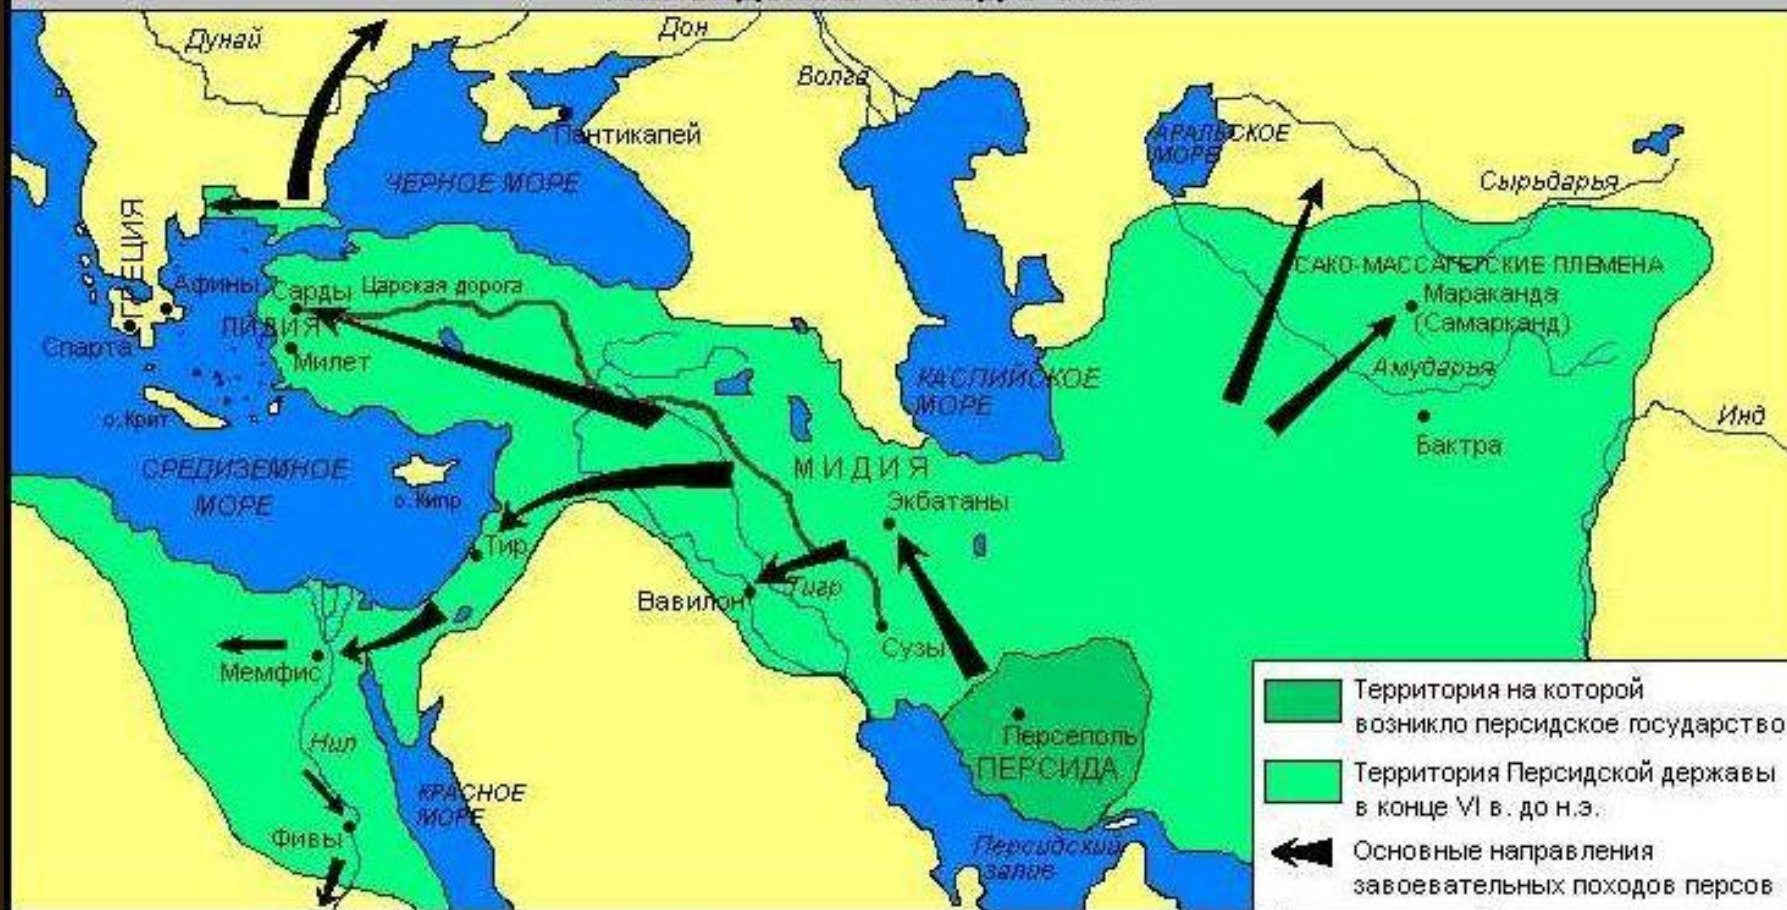 Дунай
Дон
Волга
Пантикапей
АРАЛЬСКОЕ
МОРЕ
ЧЕРНОЕ МОРЕ
Сырьдарья
ГРЕЦИЯ
САКО-МАССАГЕТСКИЕ ПЛЕМЕНА
Афины
Сарды
Царская дорога
Мараканда
(Самарканд)
ЛИДИЯ
Спарта
Милет
Амударья
КАСПИЙСКОЕ
МОРЕ
о.Крит
Инд
Бактра
СРЕДИЗЕМНОЕ
МОРЕ
о.Кипр
МИДИЯ
Экбатаны
Тир
Вавилон
Тигр
Сузы
Мемфис
Персеполь
ПЕРСИДА
Нил
КРАСНОЕ
МОРЕ
Фивы
Персидский
залив
Территория на которой
возникло персидское государство
Территория Персидской державы
в конце VI в. до н.э.
Основные направления
завоевательных походов персов